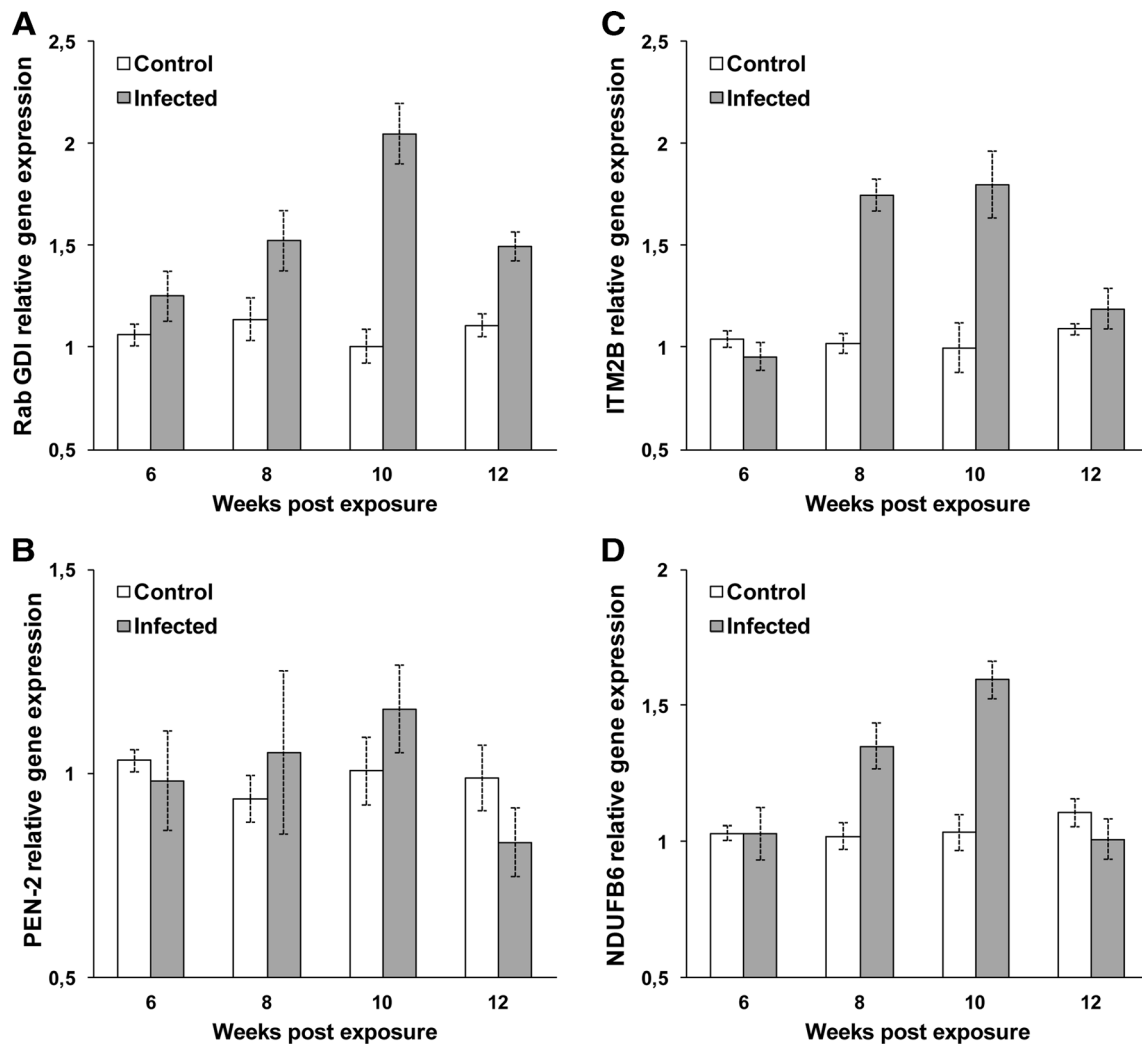 A
Rab GDI relative gene expression
2,5
2
1,5
1
0,5
Control
Infected
6 8 10 12
Weeks post exposure
B
PEN-2 relative gene expression
1,5
1
0,5
Control
Infected
6 8 10 12
Weeks post exposure
C
ITM2B relative gene expression
2,5
2
1,5
1
0,5
Control
Infected
6 8 10 12
Weeks post exposure
D
NDUFB6 relative gene expression
2
1,5
1
0,5
Control
Infected
6 8 10 12
Weeks post exposure